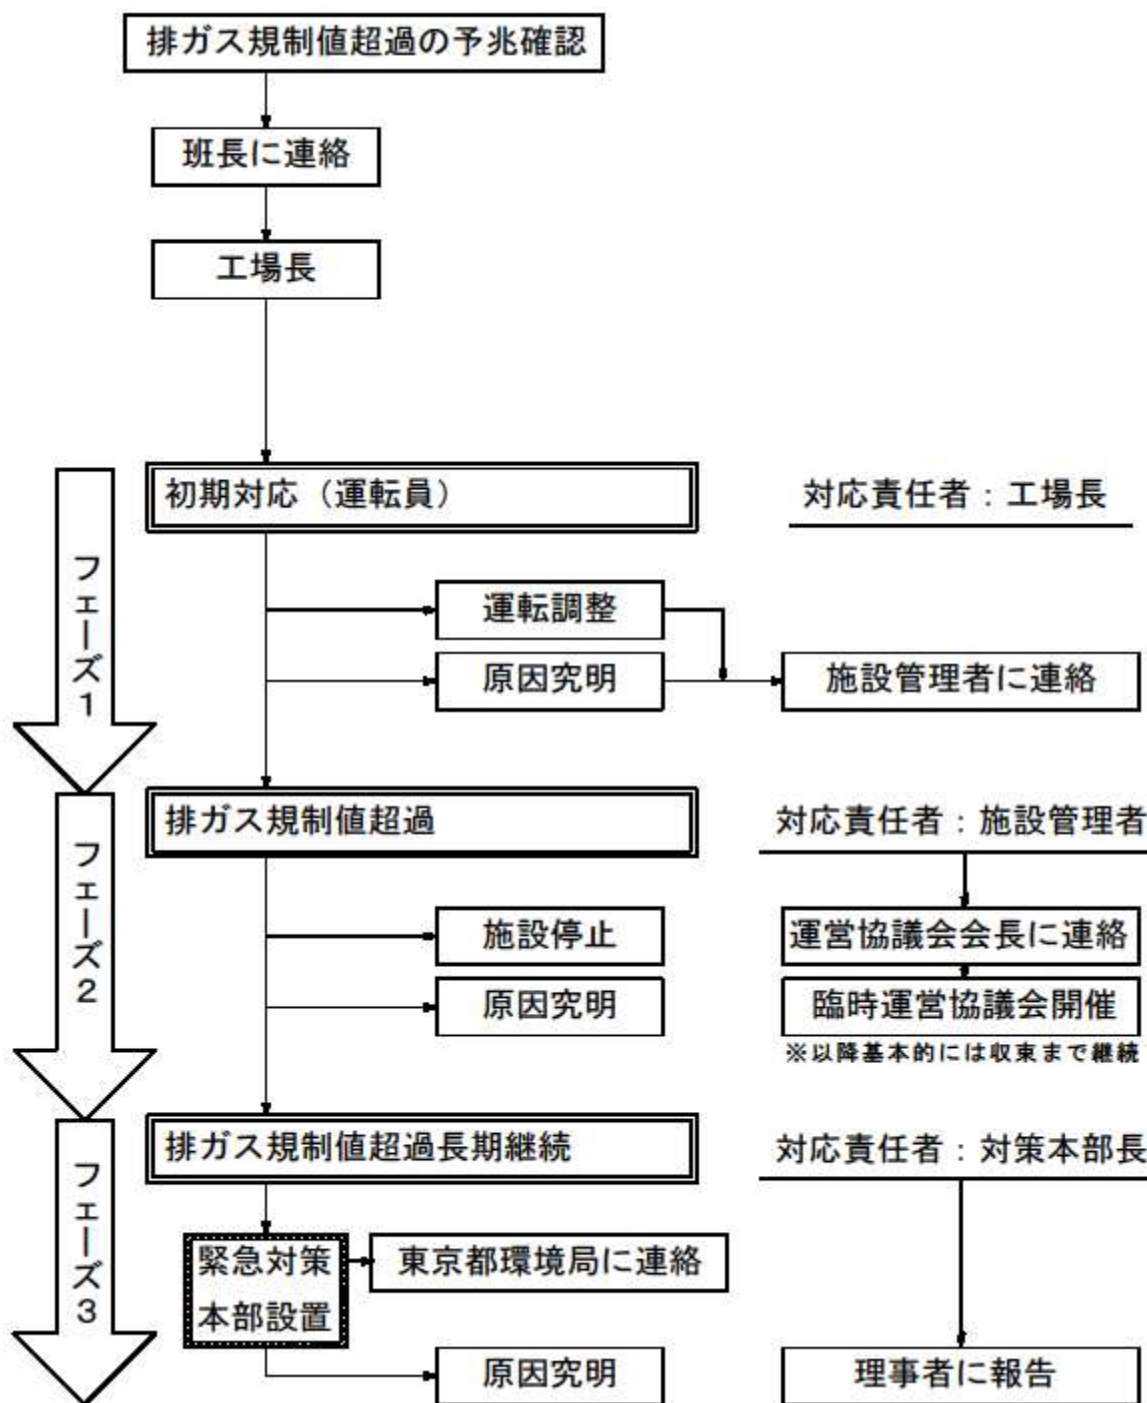 排ガス規制値超過の予兆確認
班長に連絡
工場長
フェーズ1
初期対応（運転員）
対応責任者：工場長
運転調整
原因究明
施設管理者に連絡
フェーズ2
排ガス規制値超過
対応責任者：施設管理者
施設停止
運営協議会会長に連絡
原因究明
臨時運営協議会開催
※以降基本的には収束まで継続
フェーズ3
排ガス規制値超過長期継続
対応責任者：対策本部長
緊急対策
本部設置
東京都環境局に連絡
原因究明
理事者に報告